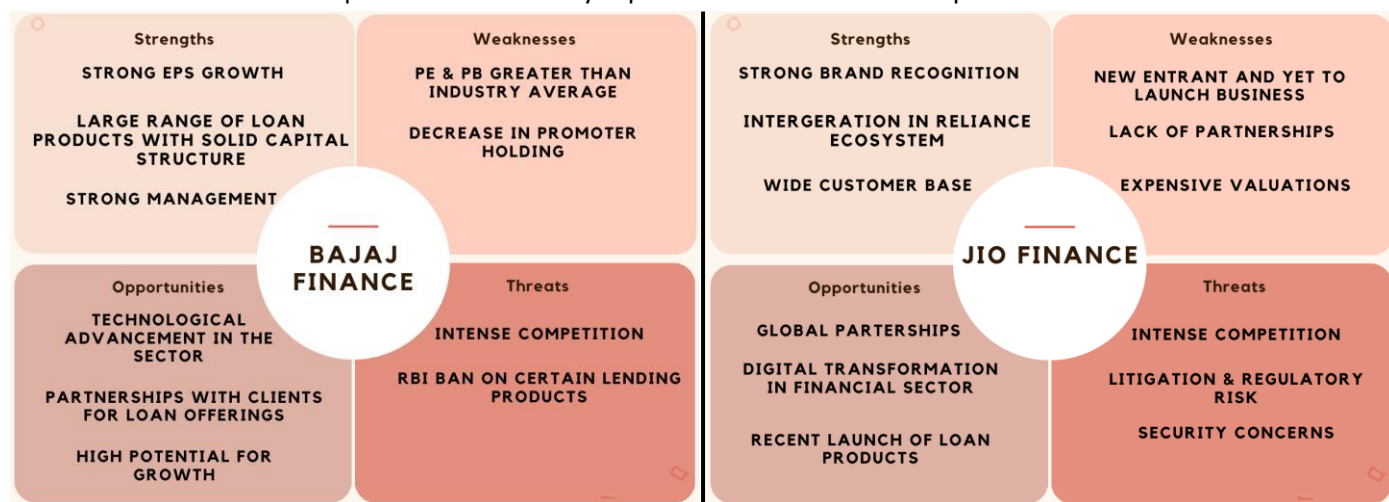 Strengths
STRONG EPS GROWTH
LARGE RANGE OF LOAN
PRODUCTS WITH SOLID CAPITAL
STRUCTURE
STRONG MANAGEMENT
Weaknesses
PE & PB GREATER THAN
INDUSTRY AVERAGE
DECREASE IN PROMOTER
HOLDING
BAJAJ
FINANCE
Opportunities
TECHNOLOGICAL
ADVANCEMENT IN THE
SECTOR
PARTNERSHIPS WITH CLIENTS
FOR LOAN OFFERINGS
HIGH POTENTIAL FOR
GROWTH
Threats
INTENSE COMPETITION
RBI BAN ON CERTAIN LENDING
PRODUCTS
Strengths
STRONG BRAND RECOGNITION
INTERGERATION IN RELIANCE
ECOSYSTEM
WIDE CUSTOMER BASE
Weaknesses
NEW ENTRANT AND YET TO
LAUNCH BUSINESS
LACK OF PARTNERSHIPS
EXPENSIVE VALUATIONS
JIO FINANCE
Opportunities
GLOBAL PARTERSHIPS
DIGITAL TRANSFORMATION
IN FINANCIAL SECTOR
RECENT LAUNCH OF LOAN
PRODUCTS
Threats
INTENSE COMPETITION
LITIGATION & REGULATORY
RISK
SECURITY CONCERNS